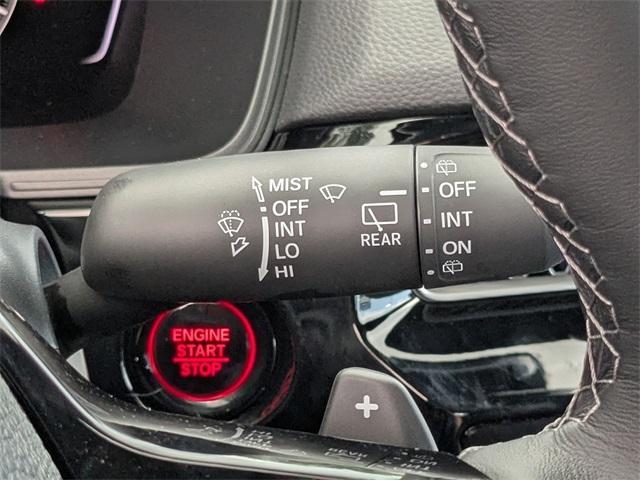 MIST
OFF
INT
LO
HI
REAR
OFF
INT
ON
ENGINE
START
STOP
+